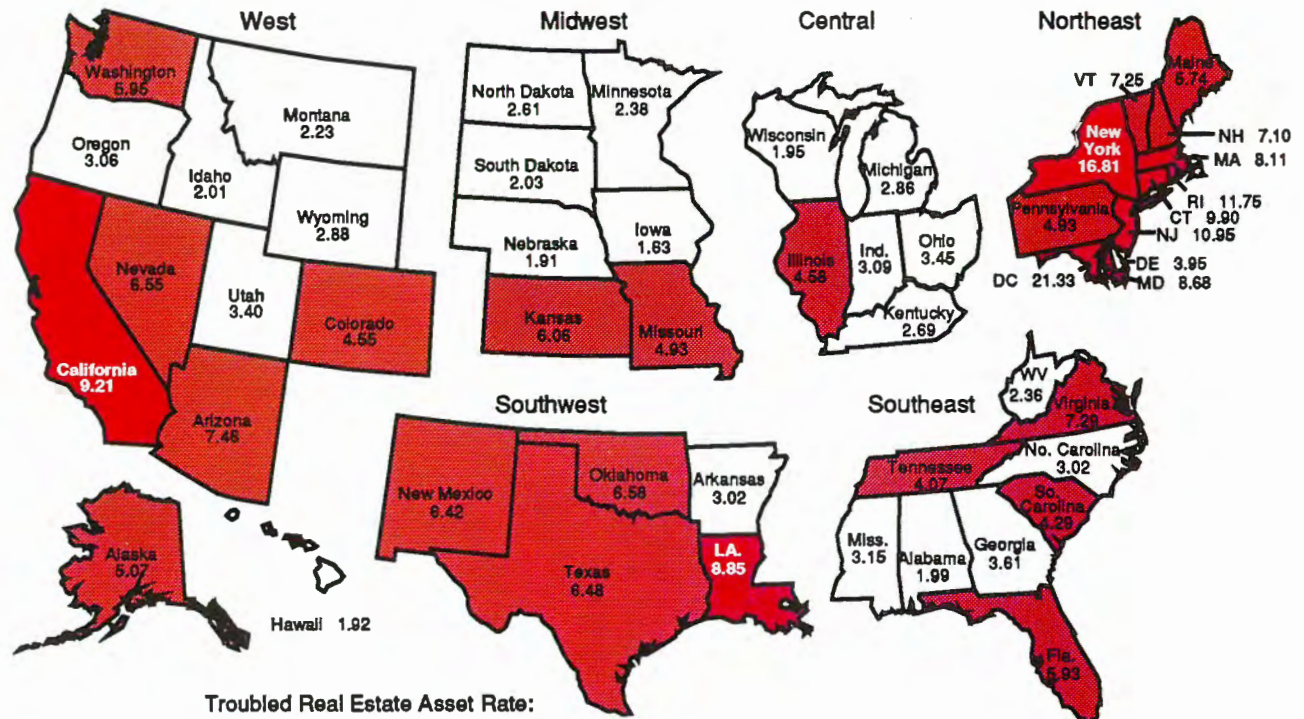 West
Midwest
Central
Northeast
Washington
5.95
Oregon
3.06
Idaho
2.01
Montana
2.23
Wyoming
2.88
Nevada
6.55
Utah
3.40
Colorado
4.55
California
9.21
Arizona
7.46
Alaska
5.07
Hawaii 1.92
North Dakota
2.61
Minnesota
2.38
South Dakota
2.03
Nebraska
1.91
Iowa
1.63
Kansas
6.06
Missouri
4.93
Wisconsin
1.95
Michigan
2.86
Illinois
4.58
Ind.
3.09
Ohio
3.45
Kentucky
2.69
Maine
5.74
VT 7.25
New
York
16.81
NH 7.10
MA 8.11
RI 11.75
CT 9.90
NJ 10.95
Pennsylvania
4.93
DE 3.95
DC 21.33
MD 8.68
Southwest
Southeast
New Mexico
6.42
Oklahoma
6.58
Arkansas
3.02
Texas
6.48
LA.
8.85
WV
2.36
Virginia
7.29
No. Carolina
3.02
Tennessee
4.07
So.
Carolina
4.29
Miss.
3.15
Alabama
1.99
Georgia
3.61
Fla.
5.93
Troubled Real Estate Asset Rate: